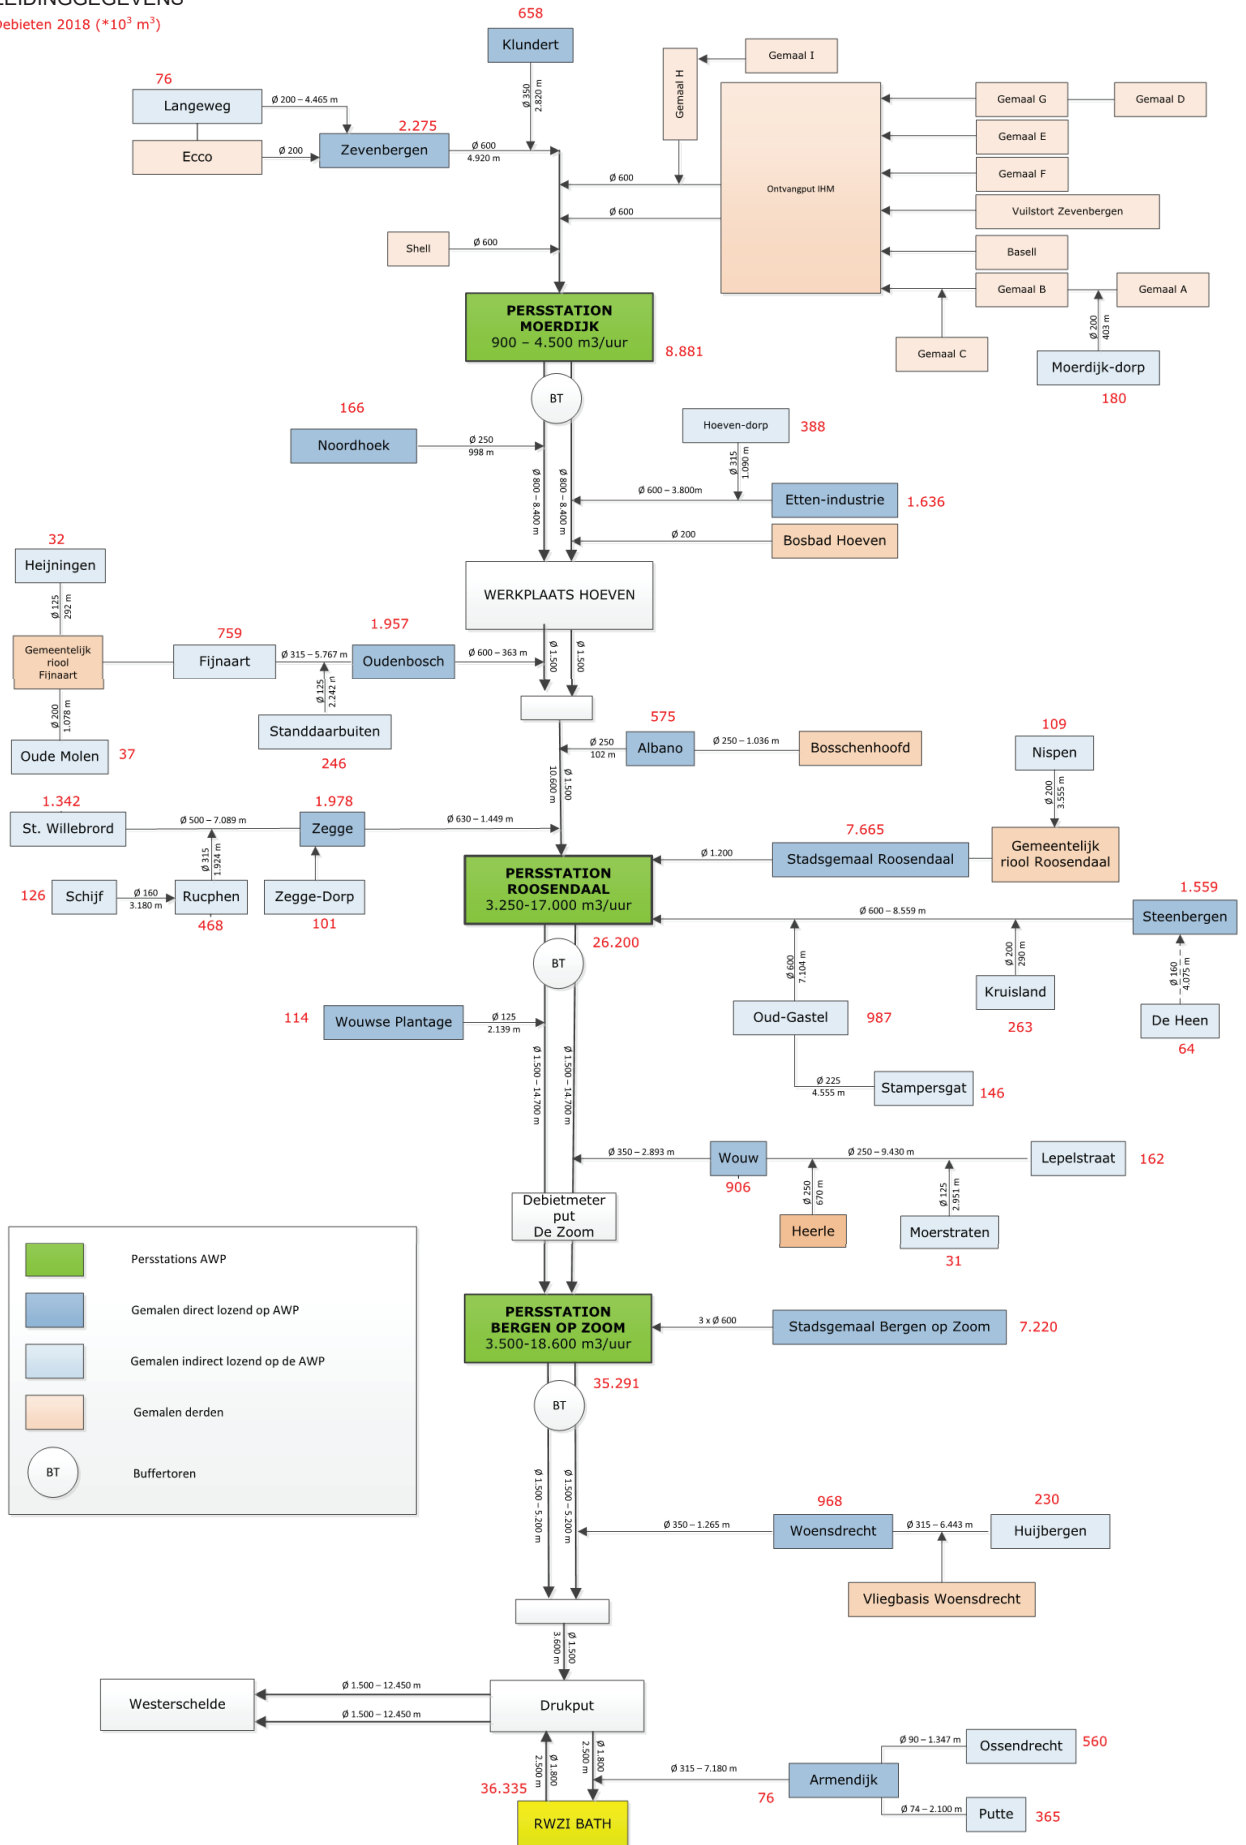 LEIDINGGEGEVENS
Debieten 2018 (*10³ m³)
658
Klundert
Ø 350
2.820 m
76
Langeweg
Ø 200 – 4.465 m
Ecco
Ø 200
2.275
Zevenbergen
Ø 600
4.920 m
Gemaal H
Gemaal I
Ontvangput IHM
Gemaal G
Gemaal D
Gemaal E
Gemaal F
Vuilstort Zevenbergen
Basell
Gemaal B
Gemaal A
Gemaal C
Ø 200
403 m
Moerdijk-dorp
180
Ø 600
Ø 600
Shell
Ø 600
PERSSTATION
MOERDIJK
900 – 4.500 m3/uur
8.881
BT
166
Noordhoek
Ø 250
998 m
Hoeven-dorp
388
Ø 315
1.090 m
Ø 800 – 8.400 m
Ø 800 – 8.400 m
Ø 600 – 3.800m
Etten-industrie
1.636
Ø 200
Bosbad Hoeven
WERKPLAATS HOEVEN
32
Heijningen
Ø 125
292 m
Gemeentelijk
riool
Fijnaart
Ø 200
1.078 m
Oude Molen
37
759
Fijnaart
Ø 315 – 5.767 m
Ø 125
2.242 m
Standdaarbuiten
246
1.957
Oudenbosch
Ø 600 – 363 m
Ø 1.500
Ø 1.500
575
Albano
Ø 250
102 m
Ø 250 – 1.036 m
Bosschenhoofd
Ø 1.500
10.600 m
109
Nispen
Ø 200
3.555 m
Gemeentelijk
riool Roosendaal
7.665
Stadsgemaal Roosendaal
Ø 1.200
1.342
St. Willebrord
Ø 500 – 7.089 m
1.978
Zegge
Ø 630 – 1.449 m
Ø 315
1.924 m
126
Schijf
Ø 160
3.180 m
Rucphen
468
Zegge-Dorp
101
PERSSTATION
ROOSENDAAL
3.250-17.000 m3/uur
26.200
BT
1.559
Steenbergen
Ø 600 – 8.559 m
Ø 600
7.104 m
Ø 200
290 m
Ø 160
4.075 m
Kruisland
263
De Heen
64
Oud-Gastel
987
Ø 225
4.555 m
Stampersgat
146
114
Wouwse Plantage
Ø 125
2.139 m
Ø 1.500 – 14.700 m
Ø 1.500 – 14.700 m
Ø 350 – 2.893 m
Wouw
906
Ø 250 – 9.430 m
Lepelstraat
162
Ø 250
670 m
Heerle
Ø 125
2.951 m
Moerstraten
31
Debietmeter
put
De Zoom
PERSSTATION
BERGEN OP ZOOM
3.500-18.600 m3/uur
35.291
3 x Ø 600
Stadsgemaal Bergen op Zoom
7.220
BT
Persstations AWP
Gemalen direct lozend op AWP
Gemalen indirect lozend op de AWP
Gemalen derden
BT
Buffertoren
Ø 1.500 – 5.200 m
Ø 1.500 – 5.200 m
Ø 350 – 1.265 m
968
Woensdrecht
Ø 315 – 6.443 m
230
Huijbergen
Vliegbasis Woensdrecht
Ø 1.500
3.600 m
Westerschelde
Ø 1.500 – 12.450 m
Ø 1.500 – 12.450 m
Drukput
Ø 1.800
2.500 m
Ø 1.800
2.500 m
36.335
RWZI BATH
Ø 315 – 7.180 m
Armendijk
76
Ø 90 – 1.347 m
Ossendrecht
560
Ø 74 – 2.100 m
Putte
365